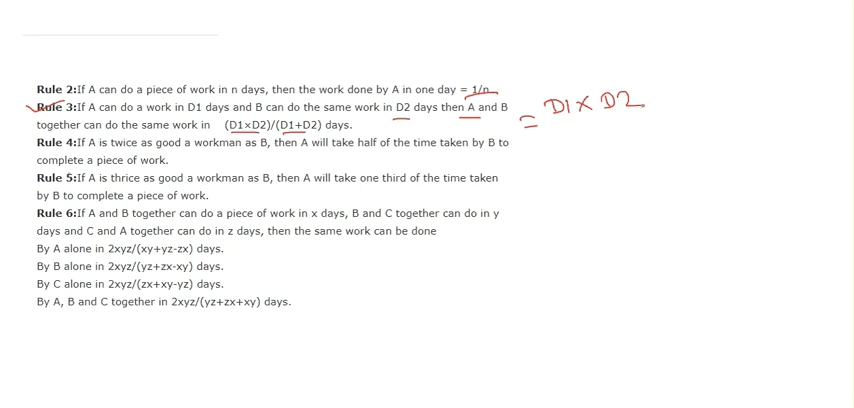 Rule 2:If A can do a piece of work in n days, then the work done by A in one day = 1/n
Rule 3:If A can do a work in D1 days and B can do the same work in D2 days then A and B
together can do the same work in (D1×D2)/(D1+D2) days.
= D1 × D2
Rule 4:If A is twice as good a workman as B, then A will take half of the time taken by B to
complete a piece of work.
Rule 5:If A is thrice as good a workman as B, then A will take one third of the time taken
by B to complete a piece of work.
Rule 6:If A and B together can do a piece of work in x days, B and C together can do in y
days and C and A together can do in z days, then the same work can be done
By A alone in 2xyz/(xy+yz-zx) days.
By B alone in 2xyz/(yz+zx-xy) days.
By C alone in 2xyz/(zx+xy-yz) days.
By A, B and C together in 2xyz/(yz+zx+xy) days.